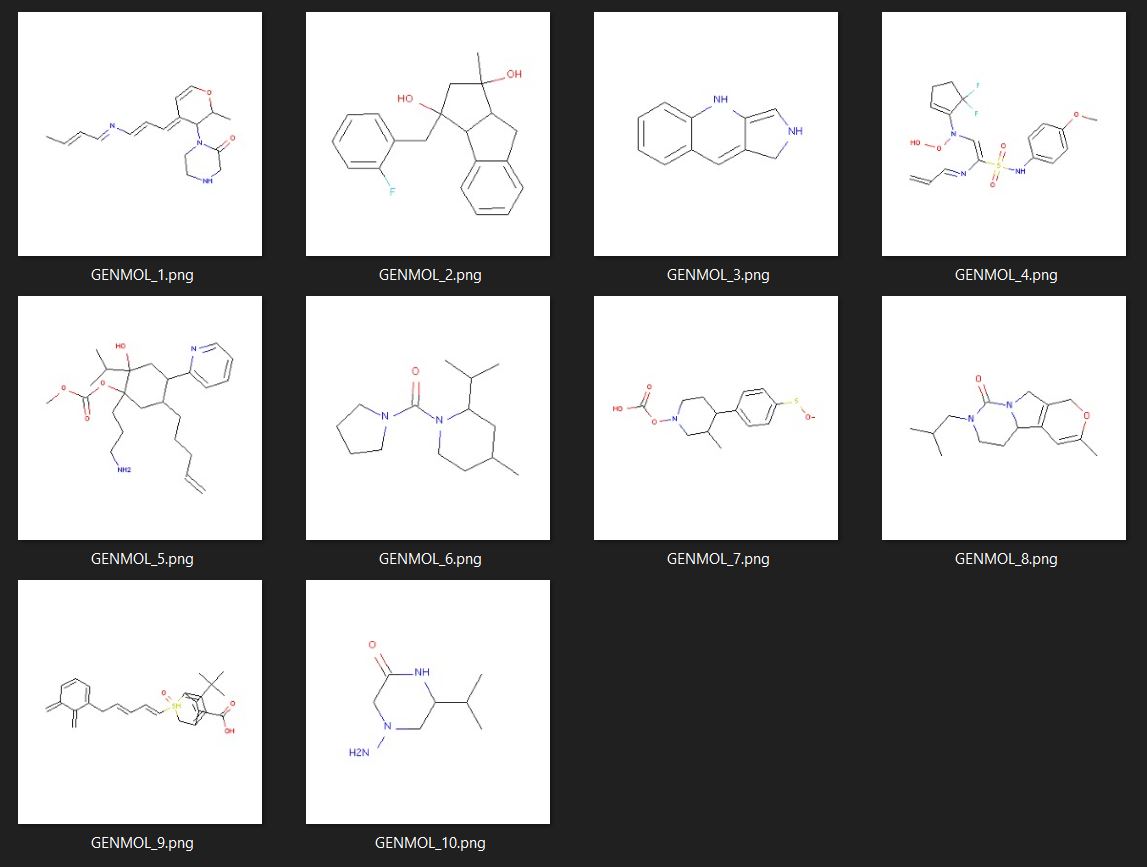 O
N
N
O
NH
OH
HO
F
NH
NH
F
F
N
HO
O
O
S
O
NH
N
O
HO
N
O
O
O
NH2
O
N
N
O
HO
O
N
S
O-
O
N
N
O
O
SH
O
OH
O
NH
N
H2N
GENMOL_1.png
GENMOL_2.png
GENMOL_3.png
GENMOL_4.png
GENMOL_5.png
GENMOL_6.png
GENMOL_7.png
GENMOL_8.png
GENMOL_9.png
GENMOL_10.png